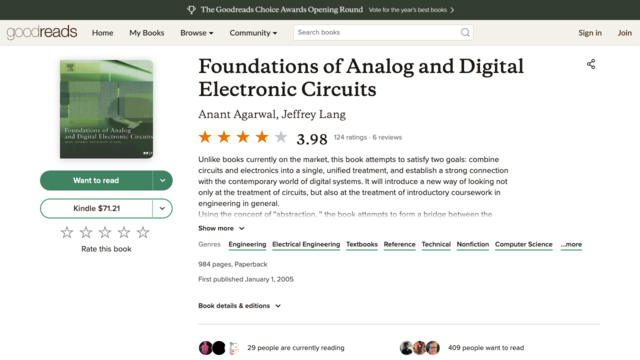 The Goodreads Choice Awards Opening Round Vote for the year's best books
goodreads Home My Books Browse Community Search books Sign in Join
Foundations of Analog and Digital
Electronic Circuits
Anant Agarwal, Jeffrey Lang
3.98 124 ratings · 6 reviews
Foundations of Analog
and Digital Electronic Circuits
Want to read
Kindle $71.21
Rate this book
Unlike books currently on the market, this book attempts to satisfy two goals: combine
circuits and electronics into a single, unified treatment, and establish a strong connection
with the contemporary world of digital systems. It will introduce a new way of looking not
only at the treatment of circuits, but also at the treatment of introductory coursework in
engineering in general.
Using the concept of "abstraction, " the book attempts to form a bridge between the
Show more
Genres Engineering Electrical Engineering Textbooks Reference Technical Nonfiction Computer Science ...more
984 pages, Paperback
First published January 1, 2005
Book details & editions
29 people are currently reading
409 people want to read